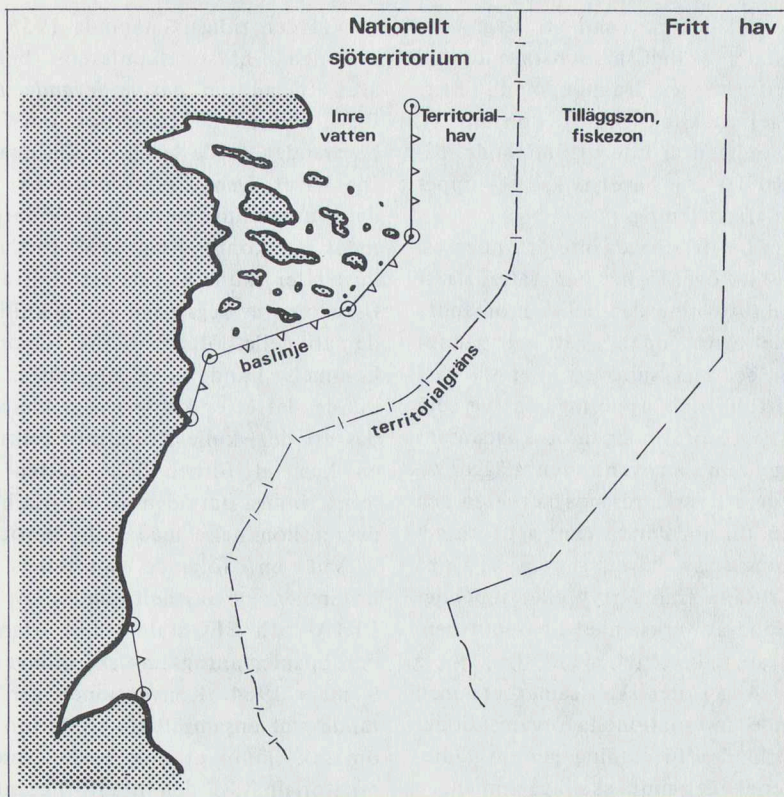 Nationellt
sjöterritorium
Fritt hav
Inre
vatten
Territorial-
hav
Tilläggszon,
fiskezon
baslinje
territorialgräns